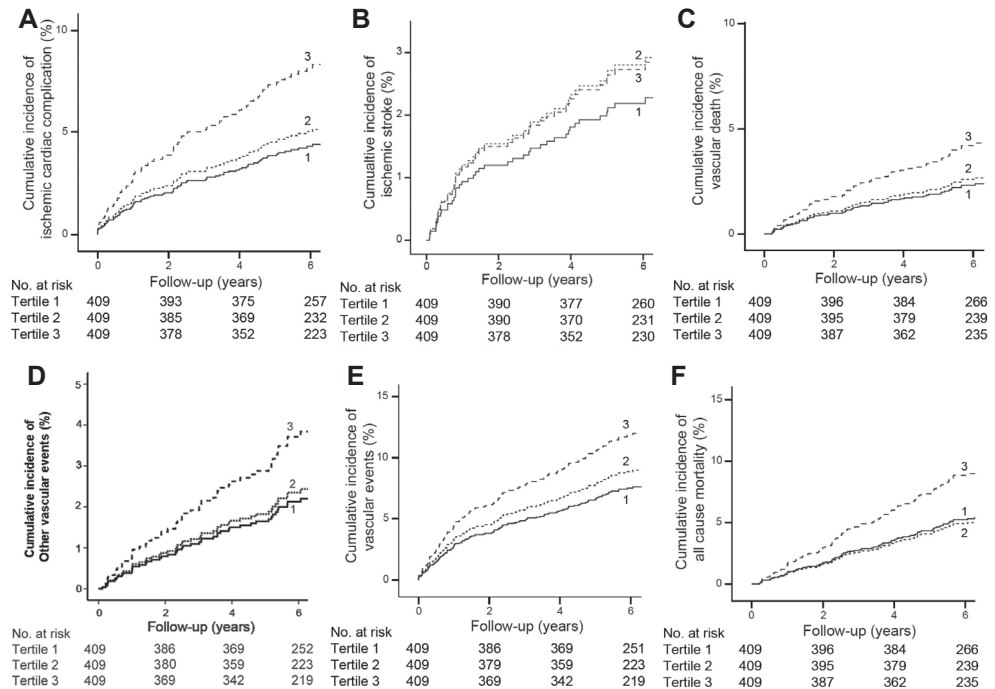 A
Cumulative incidence of
ischemic cardiac complication (%)
10
5
0
3
2
1
0 2 4 6
Follow-up (years)
No. at risk
Tertile 1 409 393 375 257
Tertile 2 409 385 369 232
Tertile 3 409 378 352 223
B
Cumualtive incidence of
ischemic stroke (%)
3
2
1
0
2
3
1
0 2 4 6
Follow-up (years)
No. at risk
Tertile 1 409 390 377 260
Tertile 2 409 390 370 231
Tertile 3 409 378 352 230
C
Cumulative incidence of
vascular death (%)
10
5
0
3
2
1
0 2 4 6
Follow-up (years)
No. at risk
Tertile 1 409 396 384 266
Tertile 2 409 395 379 239
Tertile 3 409 387 362 235
D
Cumulative incidence of
Other vascular events (%)
5
4
3
2
1
0
3
2
1
0 2 4 6
Follow-up (years)
No. at risk
Tertile 1 409 386 369 252
Tertile 2 409 380 359 223
Tertile 3 409 369 342 219
E
Cumulative incidence of
vascular events (%)
15
10
5
0
3
2
1
0 2 4 6
Follow-up (years)
No. at risk
Tertile 1 409 386 369 251
Tertile 2 409 379 359 223
Tertile 3 409 369 342 219
F
Cumulative incidence of
all cause mortality (%)
15
10
5
0
3
1
2
0 2 4 6
Follow-up (years)
No. at risk
Tertile 1 409 396 384 266
Tertile 2 409 395 379 239
Tertile 3 409 387 362 235